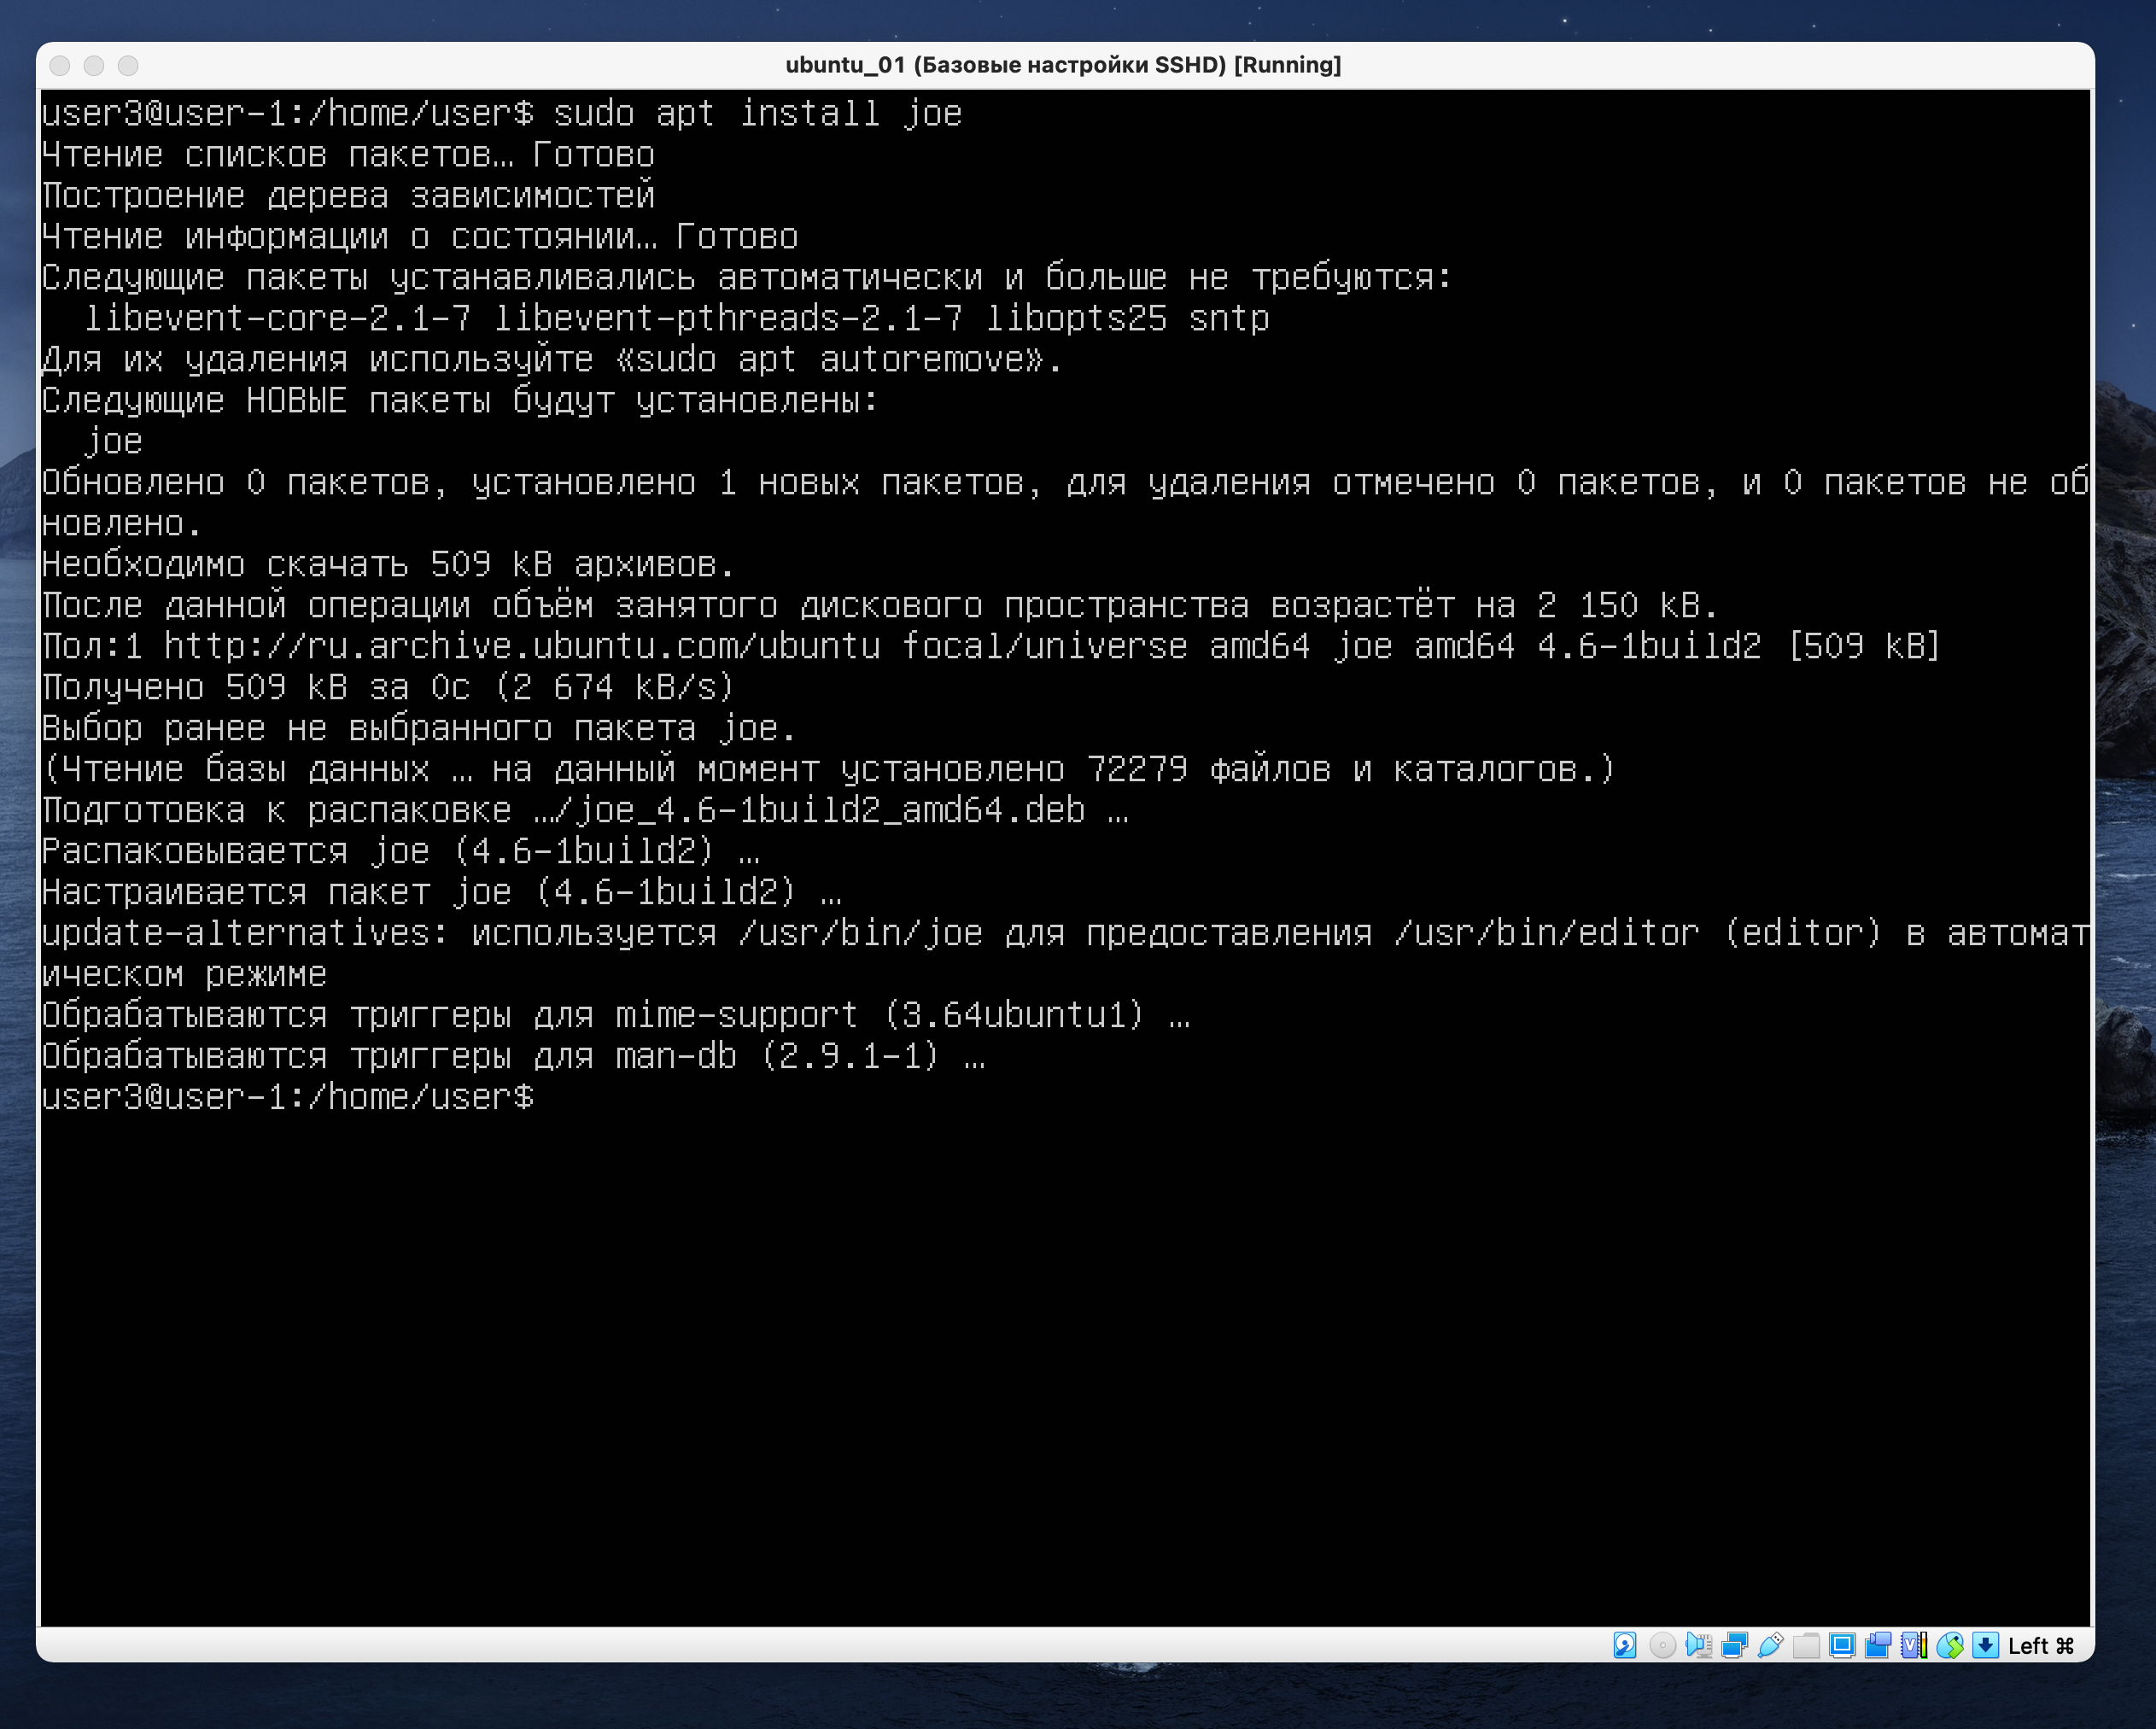 ubuntu_01 (Базовые настройки SSHD) [Running]
user3@user-1:/home/user$ sudo apt install joe
Чтение списков пакетов… Готово
Построение дерева зависимостей
Чтение информации о состоянии… Готово
Следующие пакеты устанавливались автоматически и больше не требуются:
  libevent-core-2.1-7 libevent-pthreads-2.1-7 libopts25 sntp
Для их удаления используйте «sudo apt autoremove».
Следующие НОВЫЕ пакеты будут установлены:
  joe
Обновлено 0 пакетов, установлено 1 новых пакетов, для удаления отмечено 0 пакетов, и 0 пакетов не об
новлено.
Необходимо скачать 509 kB архивов.
После данной операции объём занятого дискового пространства возрастёт на 2 150 kB.
Пол:1 http://ru.archive.ubuntu.com/ubuntu focal/universe amd64 joe amd64 4.6-1build2 [509 kB]
Получено 509 kB за 0с (2 674 kB/s)
Выбор ранее не выбранного пакета joe.
(Чтение базы данных … на данный момент установлено 72279 файлов и каталогов.)
Подготовка к распаковке …/joe_4.6-1build2_amd64.deb …
Распаковывается joe (4.6-1build2) …
Настраивается пакет joe (4.6-1build2) …
update-alternatives: используется /usr/bin/joe для предоставления /usr/bin/editor (editor) в автомат
ическом режиме
Обрабатываются триггеры для mime-support (3.64ubuntu1) …
Обрабатываются триггеры для man-db (2.9.1-1) …
user3@user-1:/home/user$
Left ⌘